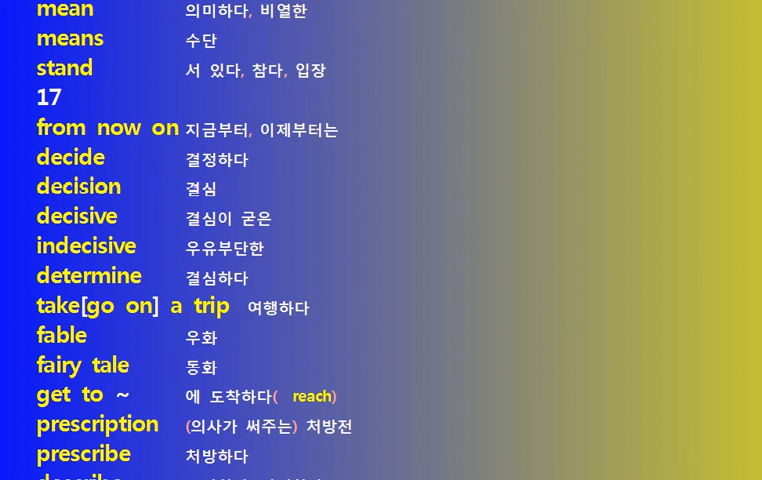 mean 의미하다, 비열한
means 수단
stand 서 있다, 참다, 입장
17
from now on 지금부터, 이제부터는
decide 결정하다
decision 결심
decisive 결심이 굳은
indecisive 우유부단한
determine 결심하다
take[go on] a trip 여행하다
fable 우화
fairy tale 동화
get to ~ 에 도착하다( reach)
prescription (의사가 써주는) 처방전
prescribe 처방하다
describe